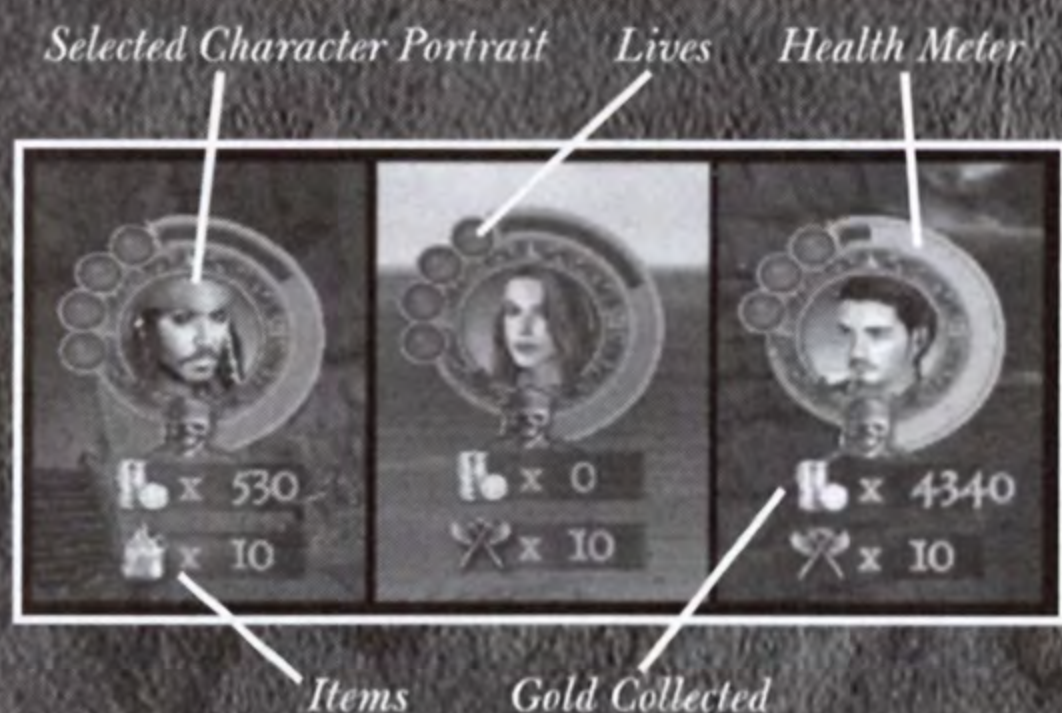 Selected Character Portrait Lives Health Meter
x 530 x 0 x 4340
x 10 x 10 x 10
Items Gold Collected